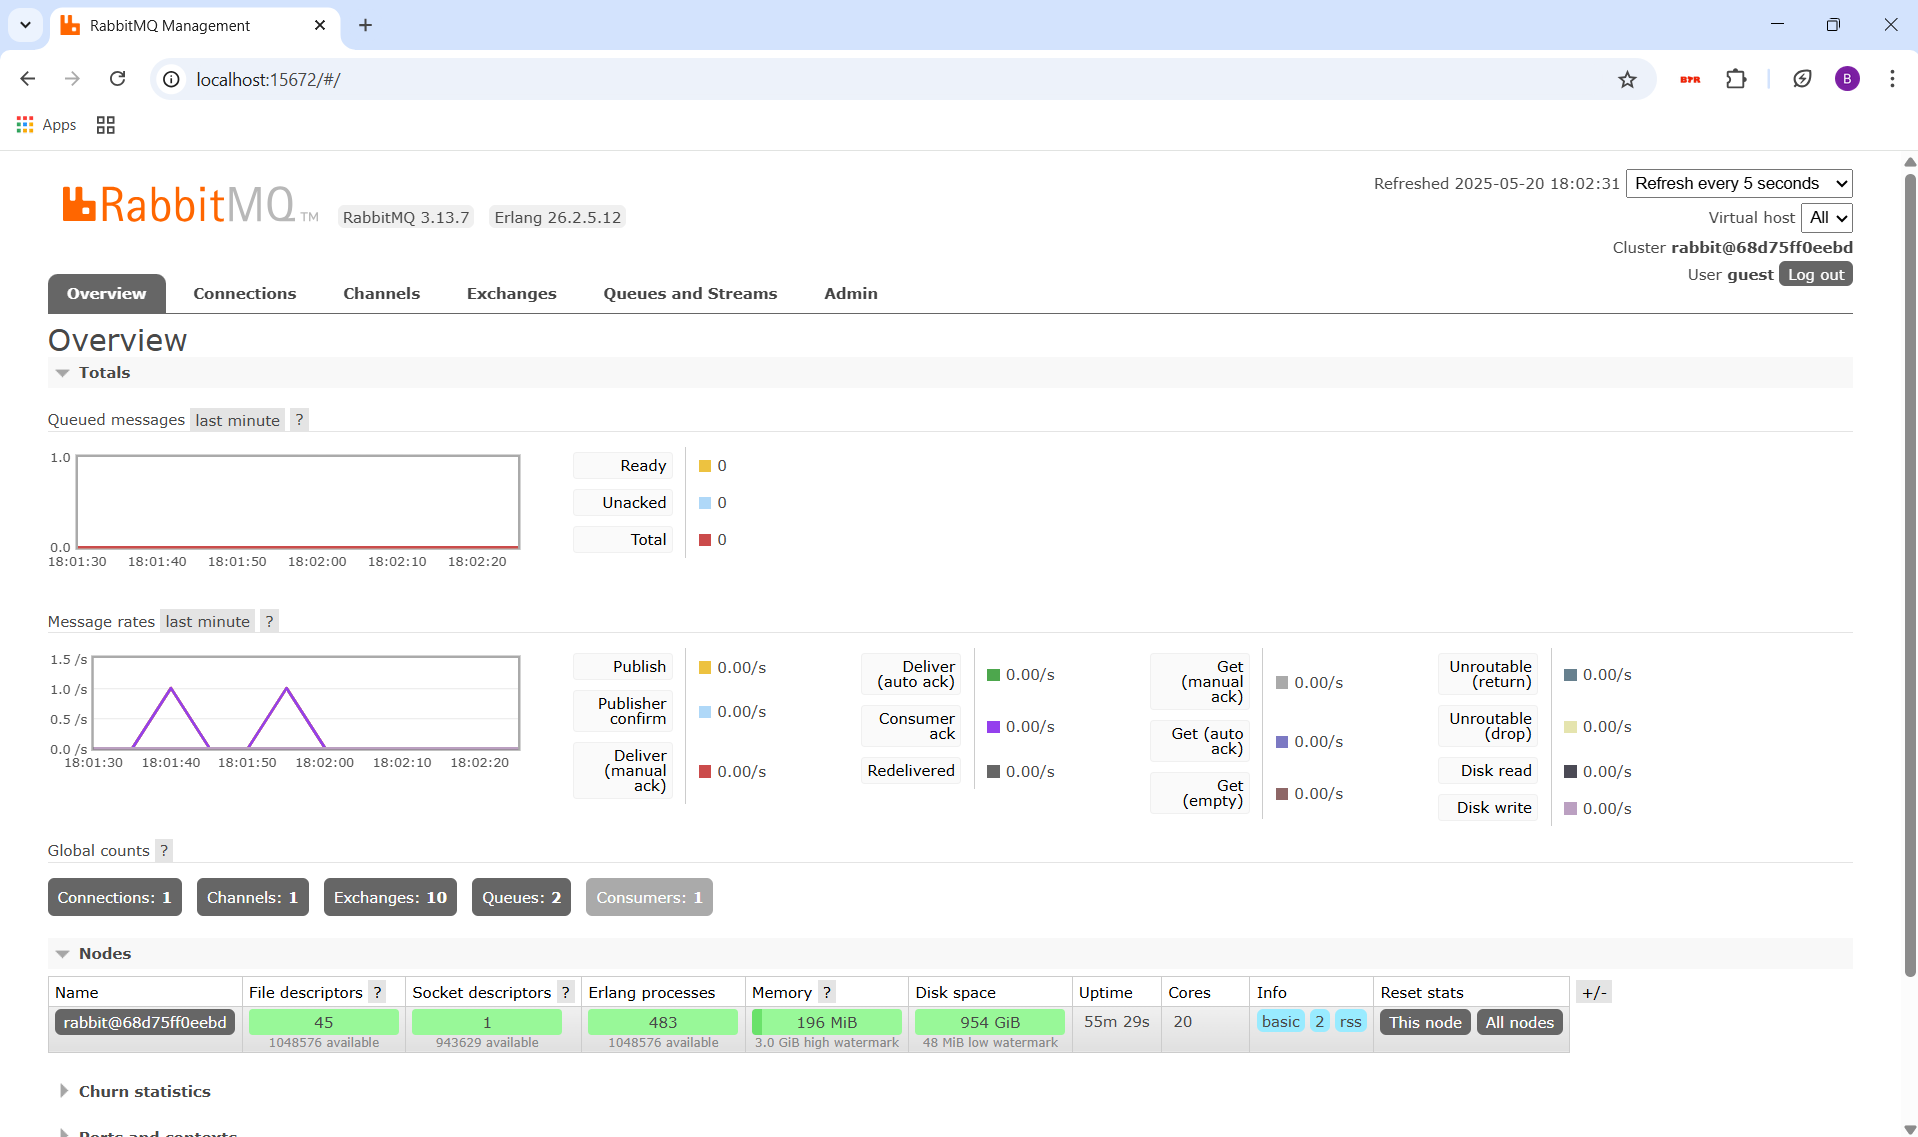 RabbitMQ Management
localhost:15672/#/
BYR
B
Apps
RabbitMQ TM
RabbitMQ 3.13.7 Erlang 26.2.5.12
Refreshed 2025-05-20 18:02:31 Refresh every 5 seconds
Virtual host All
Cluster rabbit@68d75ff0eebd
User guest Log out
Overview Connections Channels Exchanges Queues and Streams Admin
Overview
Totals
Queued messages last minute ?
1.0
0.0
18:01:30 18:01:40 18:01:50 18:02:00 18:02:10 18:02:20
Ready 0
Unacked 0
Total 0
Message rates last minute ?
1.5 /s
1.0 /s
0.5 /s
0.0 /s
18:01:30 18:01:40 18:01:50 18:02:00 18:02:10 18:02:20
Publish 0.00/s
Publisher
confirm 0.00/s
Deliver
(manual
ack) 0.00/s
Deliver
(auto ack) 0.00/s
Consumer
ack 0.00/s
Redelivered 0.00/s
Get
(manual
ack) 0.00/s
Get (auto
ack) 0.00/s
Get
(empty) 0.00/s
Unroutable
(return) 0.00/s
Unroutable
(drop) 0.00/s
Disk read 0.00/s
Disk write 0.00/s
Global counts ?
Connections: 1 Channels: 1 Exchanges: 10 Queues: 2 Consumers: 1
Nodes
Name File descriptors ? Socket descriptors ? Erlang processes Memory ? Disk space Uptime Cores Info Reset stats +/-
rabbit@68d75ff0eebd 45 1 483 196 MiB 954 GiB 55m 29s 20 basic 2 rss This node All nodes
1048576 available 943629 available 1048576 available 3.0 GiB high watermark 48 MiB low watermark
Churn statistics
Ports and contexts